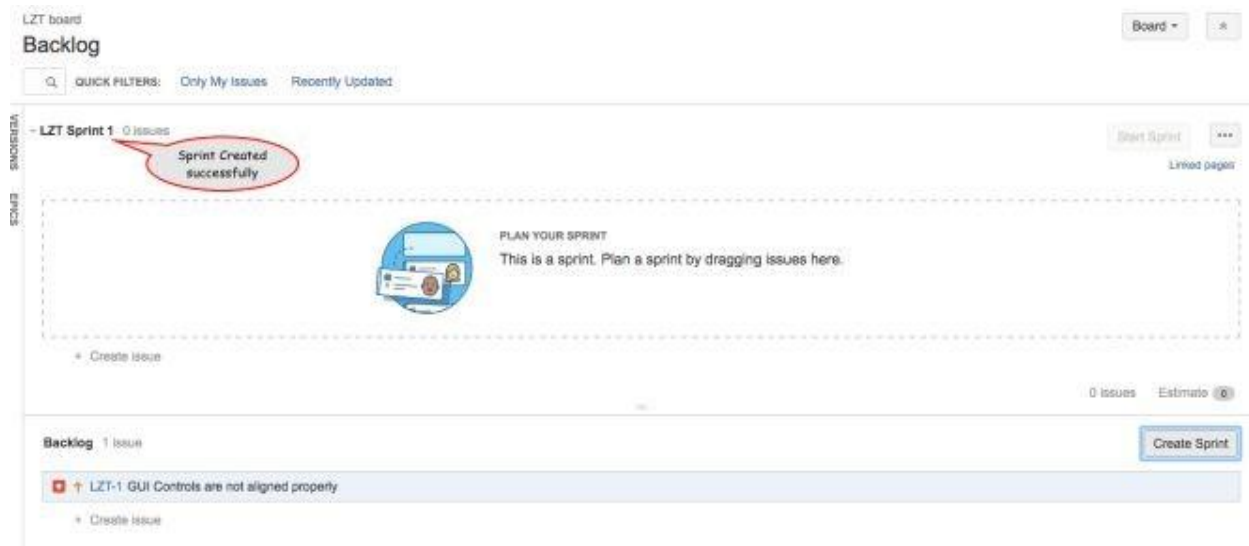 LZT board
Board
Backlog
QUICK FILTERS: Only My Issues Recently Updated
VERSIONS
EPICS
LZT Sprint 1 0 issues
Sprint Created
successfully
Start Sprint ...
Linked pages
PLAN YOUR SPRINT
This is a sprint. Plan a sprint by dragging issues here.
+ Create issue
0 issues Estimate 0
Backlog 1 issue
Create Sprint
LZT-1 GUI Controls are not aligned properly
+ Create issue